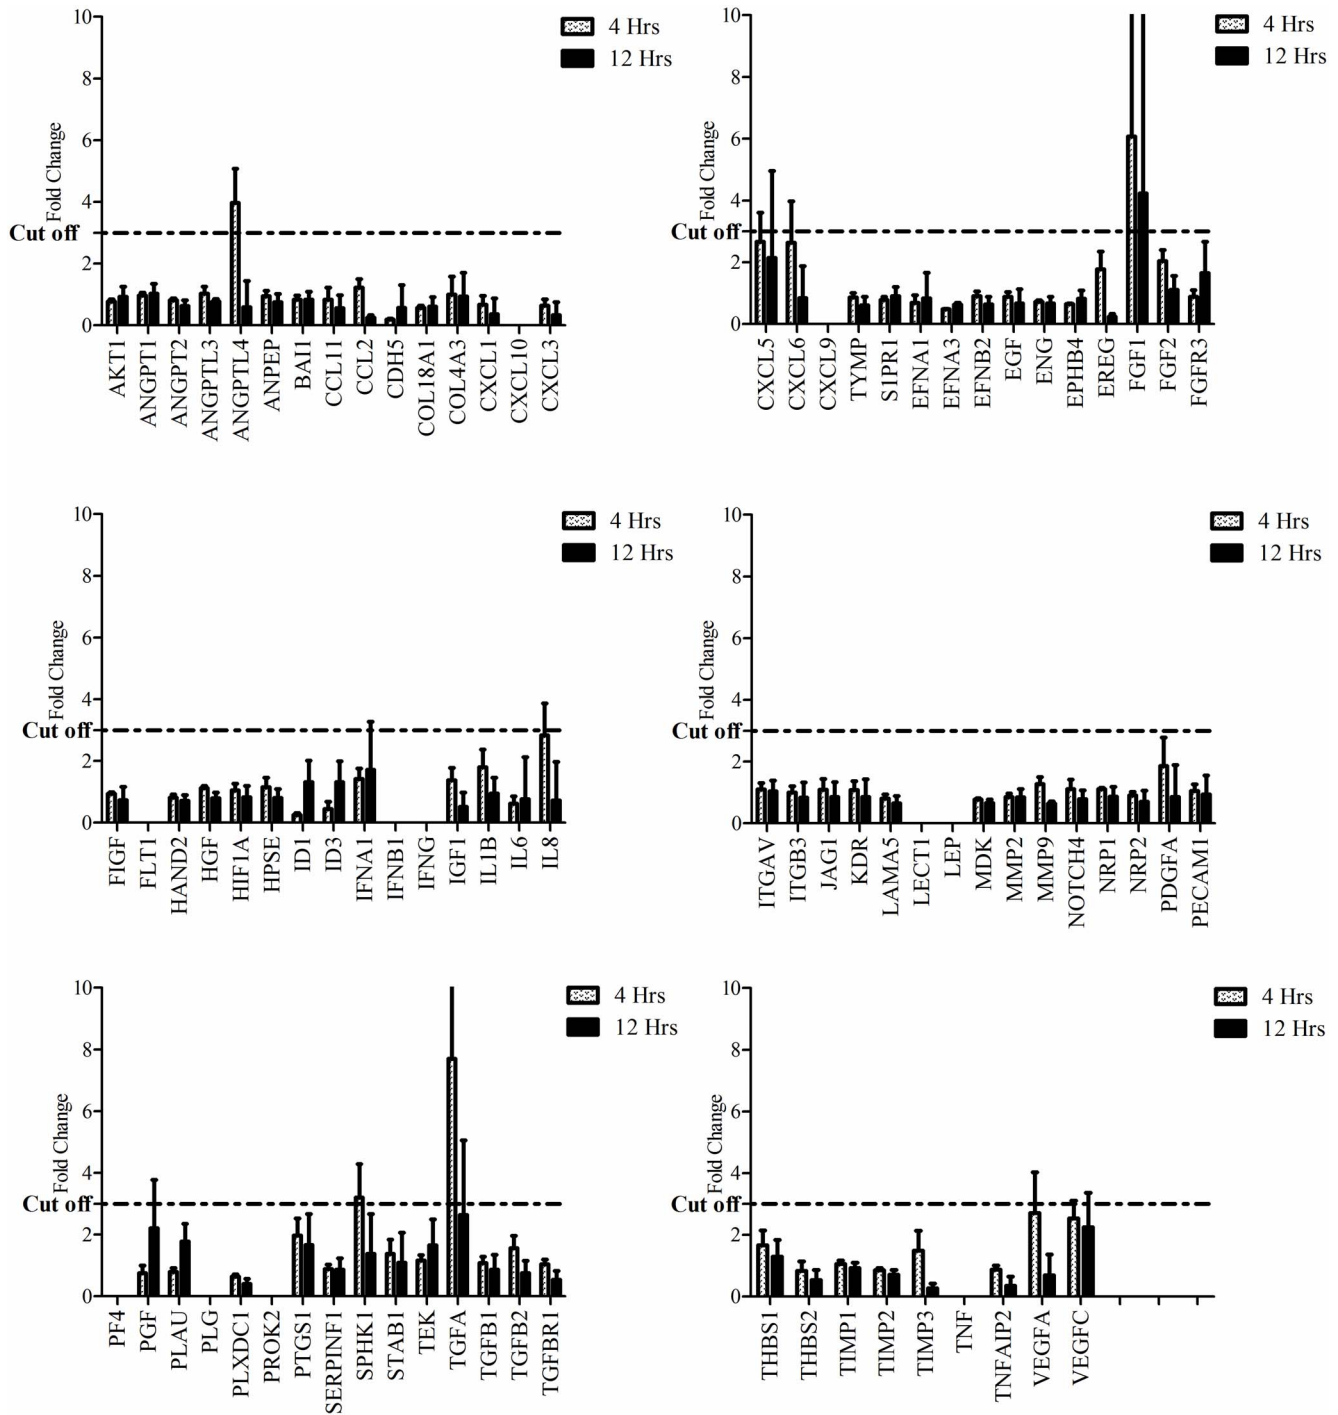 10
8
6
4
2
0
Fold Change
Cut off
4 Hrs
12 Hrs
AKT1
ANGPT1
ANGPT2
ANGPTL3
ANGPTL4
ANPEP
BAI1
CCL11
CCL2
CDH5
COL18A1
COL4A3
CXCL1
CXCL10
CXCL3
10
8
6
4
2
0
Fold Change
Cut off
4 Hrs
12 Hrs
CXCL5
CXCL6
CXCL9
TYMP
S1PR1
EFNA1
EFNA3
EFNB2
EGF
ENG
EPHB4
EREG
FGF1
FGF2
FGFR3
10
8
6
4
2
0
Fold Change
Cut off
4 Hrs
12 Hrs
FIGF
FLT1
HAND2
HGF
HIF1A
HPSE
ID1
ID3
IFNA1
IFNB1
IFNG
IGF1
IL1B
IL6
IL8
10
8
6
4
2
0
Fold Change
Cut off
4 Hrs
12 Hrs
ITGAV
ITGB3
JAG1
KDR
LAMA5
LECT1
LEP
MDK
MMP2
MMP9
NOTCH4
NRP1
NRP2
PDGFA
PECAM1
10
8
6
4
2
0
Fold Change
Cut off
4 Hrs
12 Hrs
PF4
PGF
PLAU
PLG
PLXDC1
PROK2
PTGS1
SERPINF1
SPHK1
STAB1
TEK
TGFA
TGFB1
TGFB2
TGFBR1
10
8
6
4
2
0
Fold Change
Cut off
4 Hrs
12 Hrs
THBS1
THBS2
TIMP1
TIMP2
TIMP3
TNF
TNFAIP2
VEGFA
VEGFC